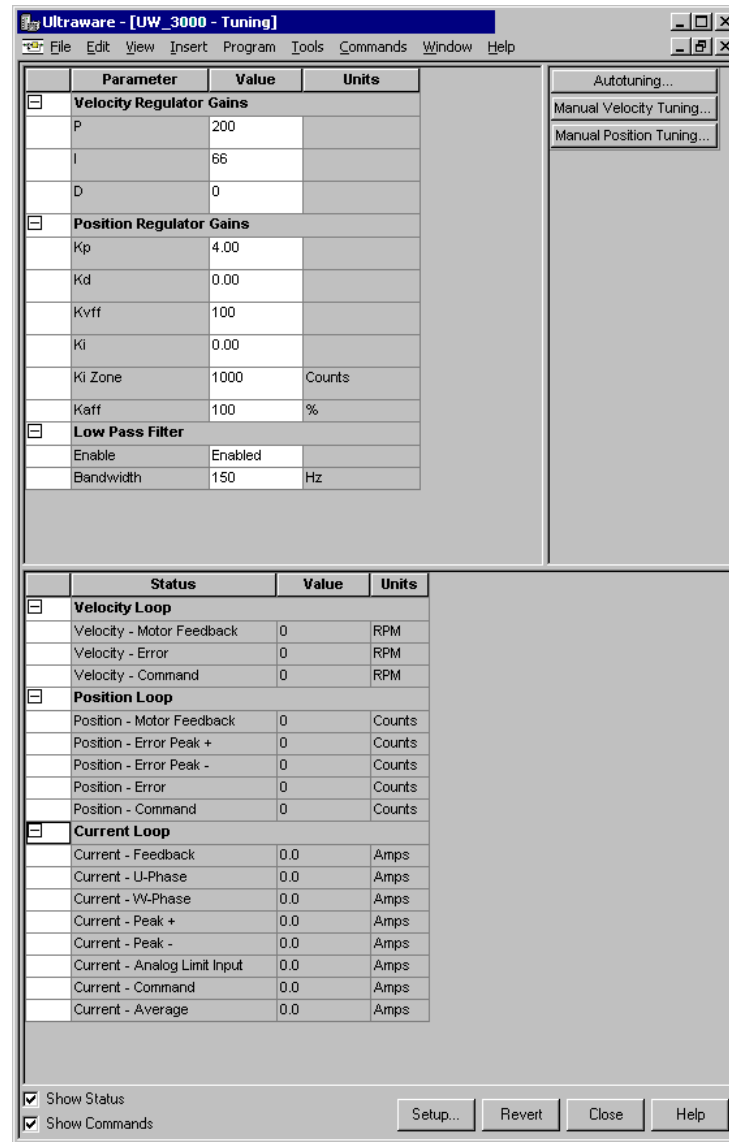 Ultraware - [UW_3000 - Tuning]
File Edit View Insert Program Tools Commands Window Help
Parameter Value Units
Velocity Regulator Gains
P 200
I 66
D 0
Position Regulator Gains
Kp 4.00
Kd 0.00
Kvff 100
Ki 0.00
Ki Zone 1000 Counts
Kaff 100 %
Low Pass Filter
Enable Enabled
Bandwidth 150 Hz
Autotuning...
Manual Velocity Tuning...
Manual Position Tuning...
Status Value Units
Velocity Loop
Velocity - Motor Feedback 0 RPM
Velocity - Error 0 RPM
Velocity - Command 0 RPM
Position Loop
Position - Motor Feedback 0 Counts
Position - Error Peak + 0 Counts
Position - Error Peak - 0 Counts
Position - Error 0 Counts
Position - Command 0 Counts
Current Loop
Current - Feedback 0.0 Amps
Current - U-Phase 0.0 Amps
Current - W-Phase 0.0 Amps
Current - Peak + 0.0 Amps
Current - Peak - 0.0 Amps
Current - Analog Limit Input 0.0 Amps
Current - Command 0.0 Amps
Current - Average 0.0 Amps
Show Status
Show Commands
Setup... Revert Close Help